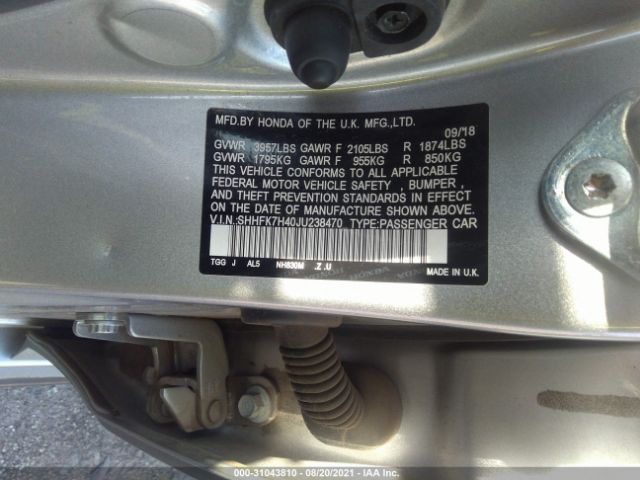 MFD.BY HONDA OF THE U.K. MFG.,LTD.
09/18
GVWR 3957LBS GAWR F 2105LBS R 1874LBS
GVWR 1795KG GAWR F 955KG R 850KG
THIS VEHICLE CONFORMS TO ALL APPLICABLE
FEDERAL MOTOR VEHICLE SAFETY , BUMPER ,
AND THEFT PREVENTION STANDARDS IN EFFECT
ON THE DATE OF MANUFACTURE SHOWN ABOVE.
V.I.N.:SHHFK7H40JU238470 TYPE:PASSENGER CAR
TGG J AL5 NH830M .Z .U
HONDA
MADE IN U.K.
000-31043810 - 08/20/2021 - IAA Inc.